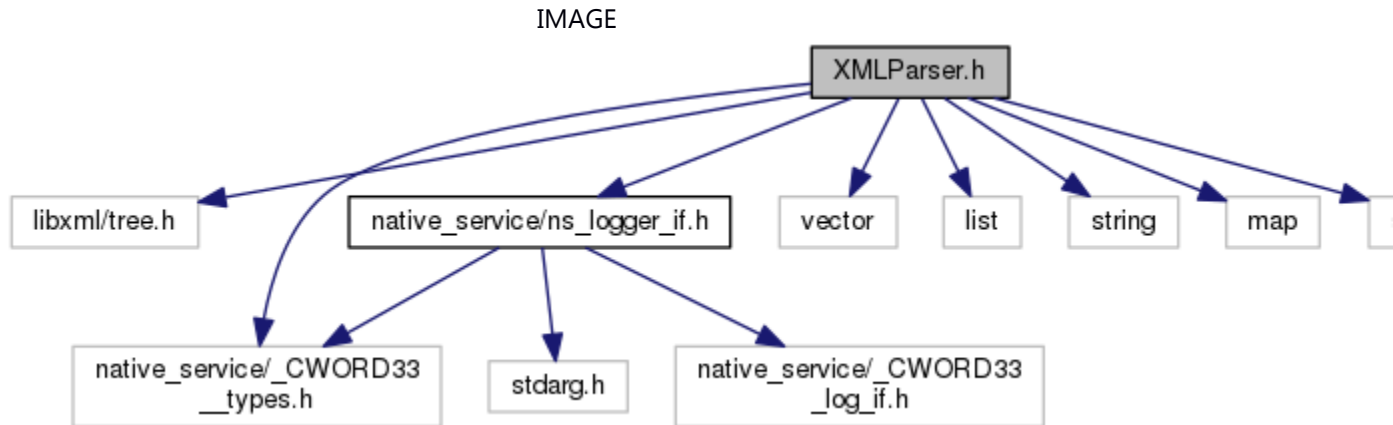 IMAGE
XMLParser.h
libxml/tree.h
native_service/ns_logger_if.h
vector
list
string
map
native_service/_CWORD33
__types.h
stdarg.h
native_service/_CWORD33
_log_if.h